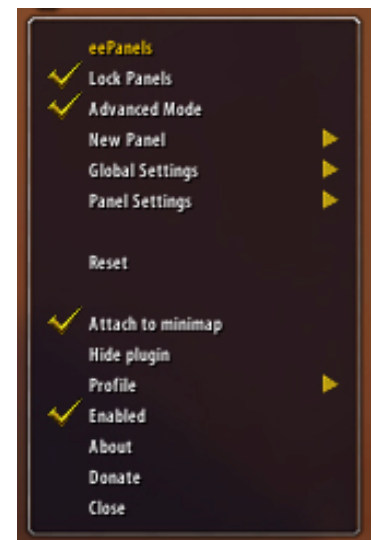 eePanels
Lock Panels
Advanced Mode
New Panel
Global Settings
Panel Settings
Reset
Attach to minimap
Hide plugin
Profile
Enabled
About
Donate
Close